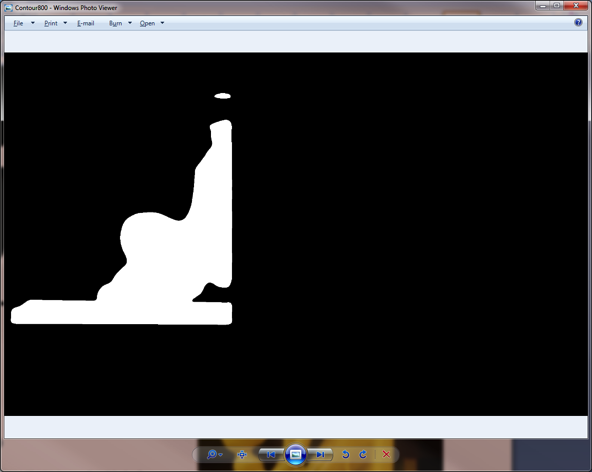 Contour800 - Windows Photo Viewer
File Print E-mail Burn Open